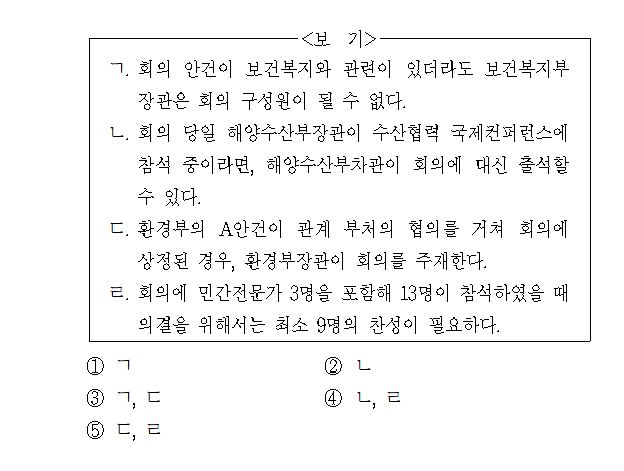 <보 기>
ㄱ. 회의 안건이 보건복지와 관련이 있더라도 보건복지부
장관은 회의 구성원이 될 수 없다.
ㄴ. 회의 당일 해양수산부장관이 수산협력 국제컨퍼런스에
참석 중이라면, 해양수산부차관이 회의에 대신 출석할
수 있다.
ㄷ. 환경부의 A안건이 관계 부처의 협의를 거쳐 회의에
상정된 경우, 환경부장관이 회의를 주재한다.
ㄹ. 회의에 민간전문가 3명을 포함해 13명이 참석하였을 때
의결을 위해서는 최소 9명의 찬성이 필요하다.
① ㄱ ② ㄴ
③ ㄱ, ㄷ ④ ㄴ, ㄹ
⑤ ㄷ, ㄹ